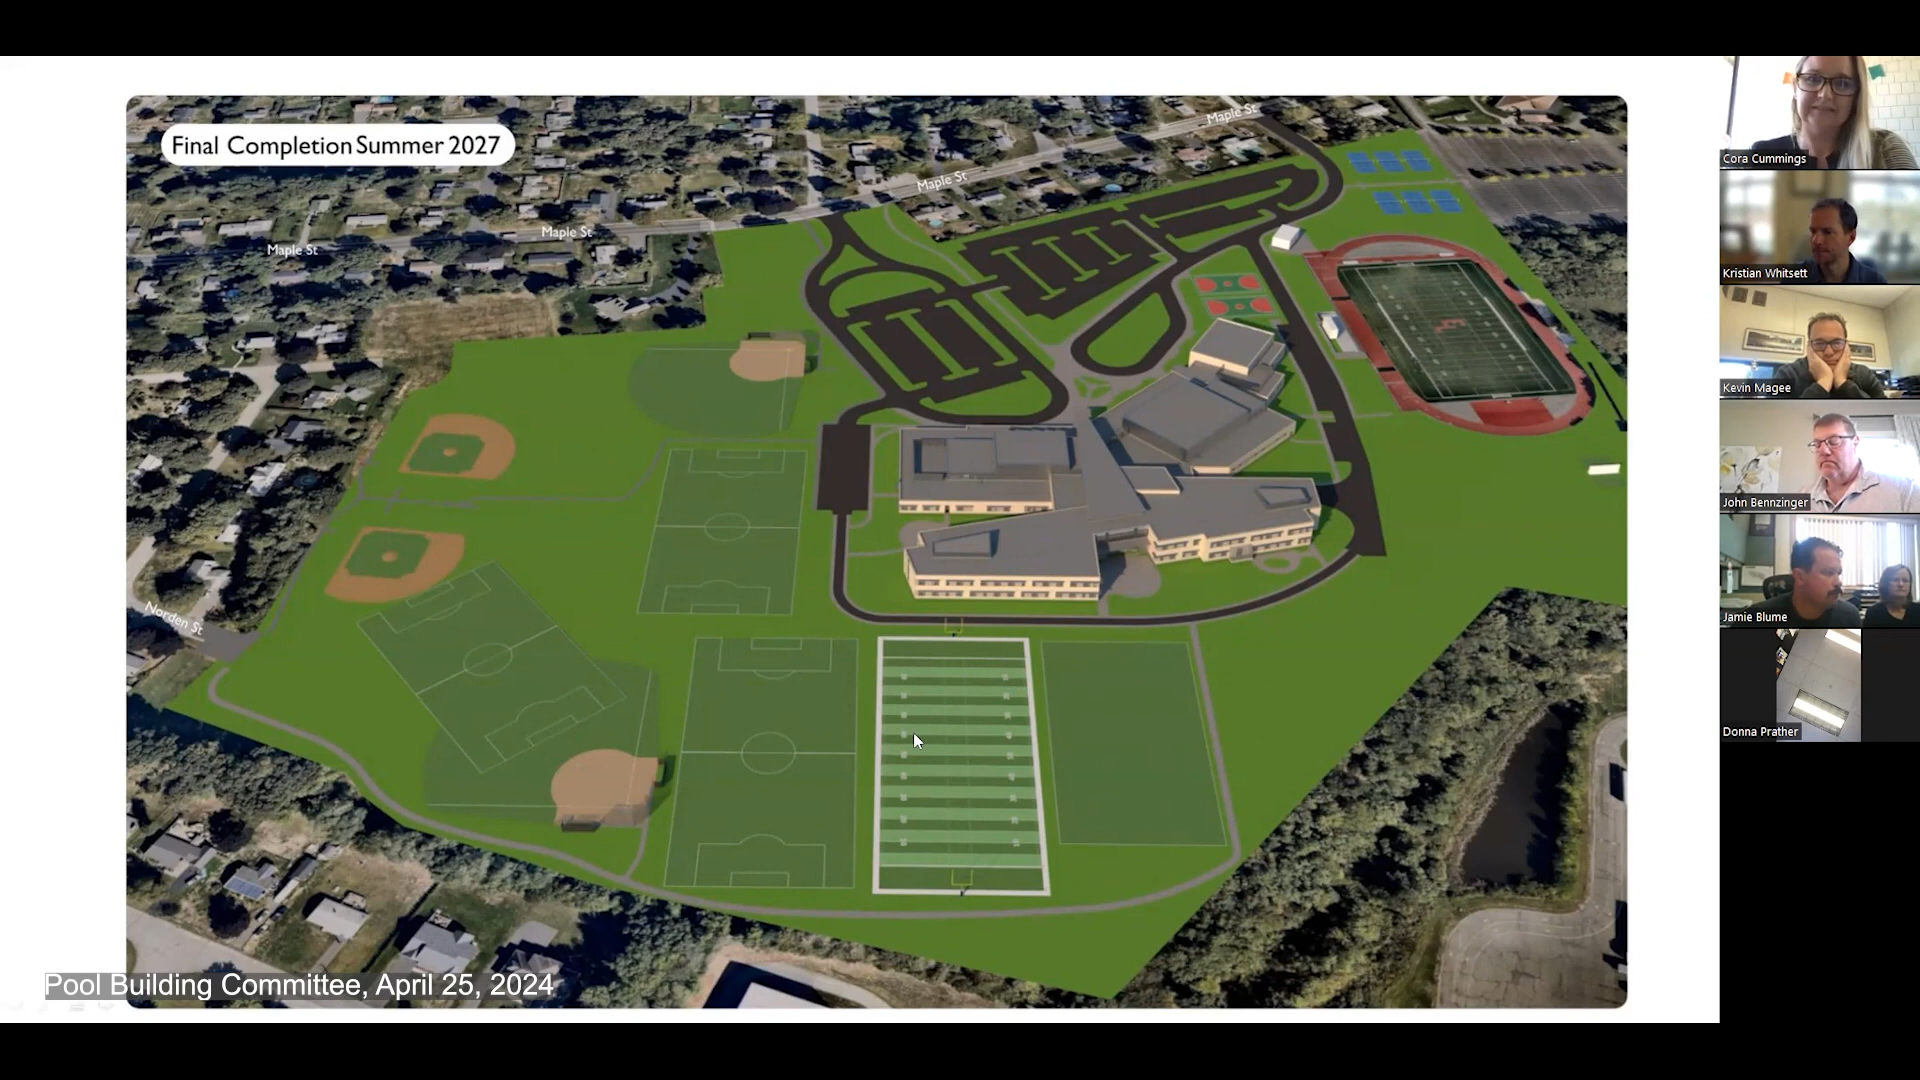 Final Completion Summer 2027
Maple St
Maple St
Maple St
Maple St
Norden St
Pool Building Committee, April 25, 2024
Cora Cummings
Kristian Whitsett
Kevin Magee
John Bennzinger
Jamie Blume
Donna Prather